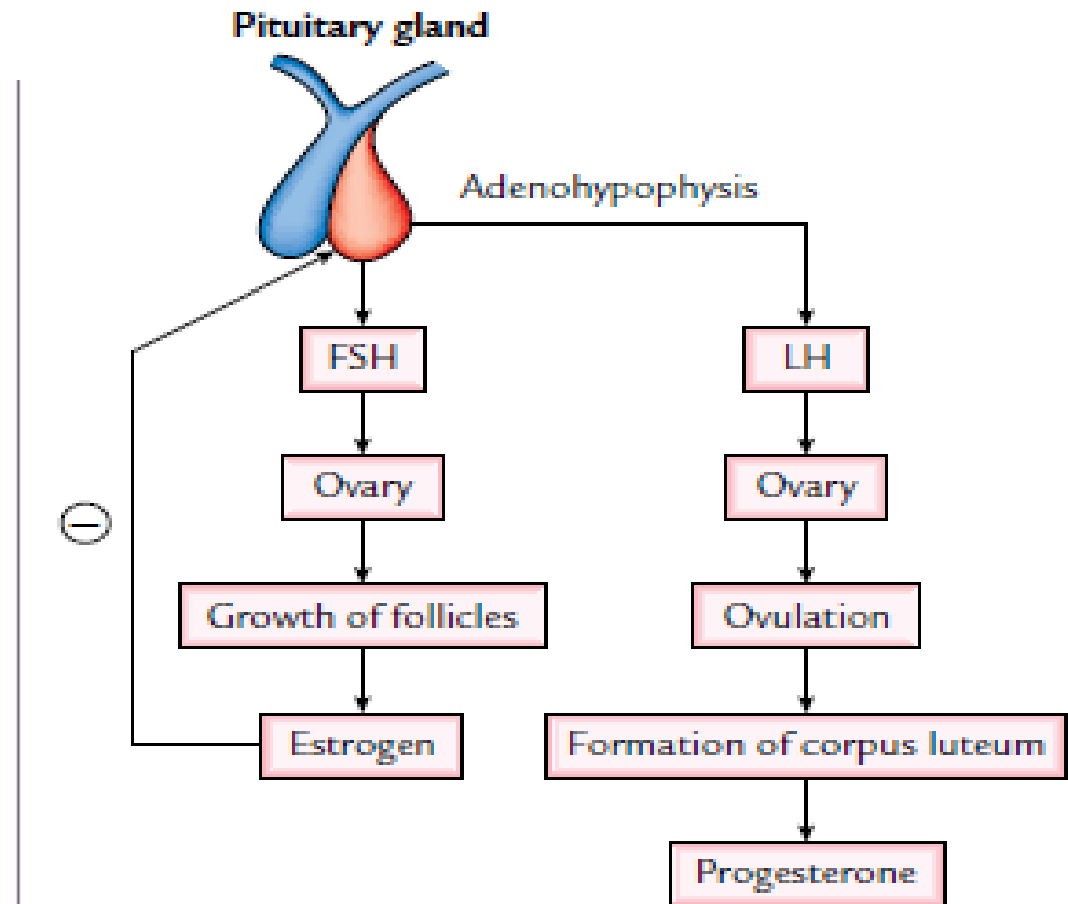 Pituitary gland
Adenohypophysis
FSH
LH
Ovary
Ovary
Growth of follicles
Ovulation
Estrogen
Formation of corpus luteum
Progesterone